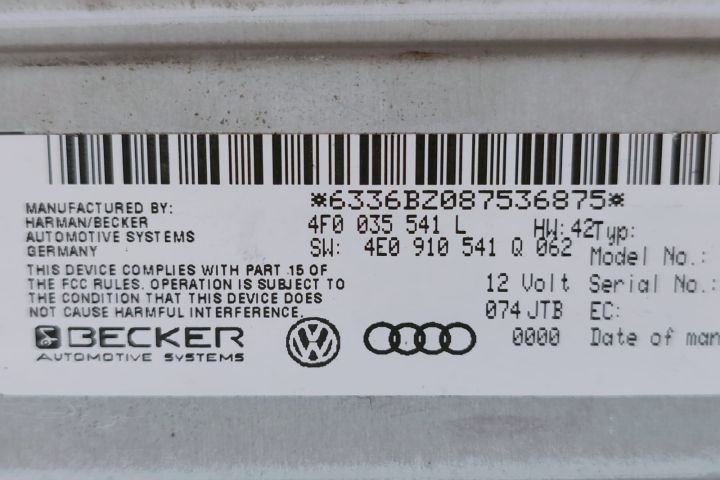 *6336BZ087536875*
MANUFACTURED BY:
HARMAN/BECKER
AUTOMOTIVE SYSTEMS
GERMANY
THIS DEVICE COMPLIES WITH PART 15 OF
THE FCC RULES. OPERATION IS SUBJECT TO
THE CONDITION THAT THIS DEVICE DOES
NOT CAUSE HARMFUL INTERFERENCE.
BECKER
AUTOMOTIVE SYSTEMS
4F0 035 541 L HW: 42
SW: 4E0 910 541 Q 062
12 Volt
074 JTB
0000
Typ:
Model No.:
Serial No.:
EC:
Date of man